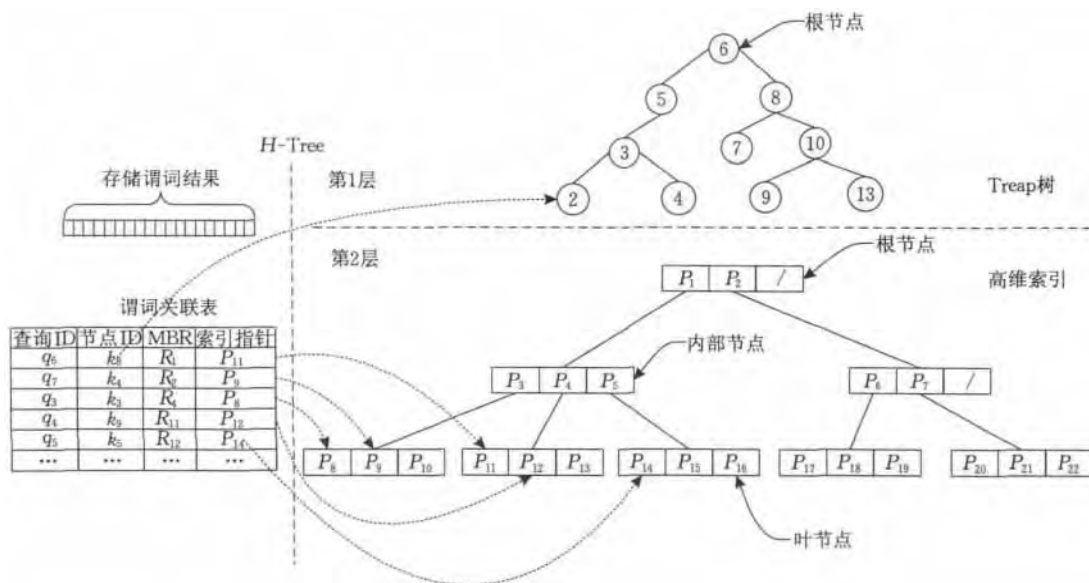 根节点
6
5
8
H-Tree
3
7
10
存储谓词结果
第1层
2
4
9
13
Treap树
第2层
根节点
P₁ P₂ /
高维索引
谓词关联表
查询ID 节点ID MBR 索引指针
q₆ k₈ R₁ P₁₁
q₇ k₄ R₂ P₉
q₃ k₃ R₄ P₈
q₄ k₉ R₁₁ P₁₂
q₅ k₅ R₁₂ P₁₄
… … … …
内部节点
P₃ P₄ P₅
P₆ P₇ /
P₈ P₉ P₁₀
P₁₁ P₁₂ P₁₃
P₁₄ P₁₅ P₁₆
P₁₇ P₁₈ P₁₉
P₂₀ P₂₁ P₂₂
叶节点